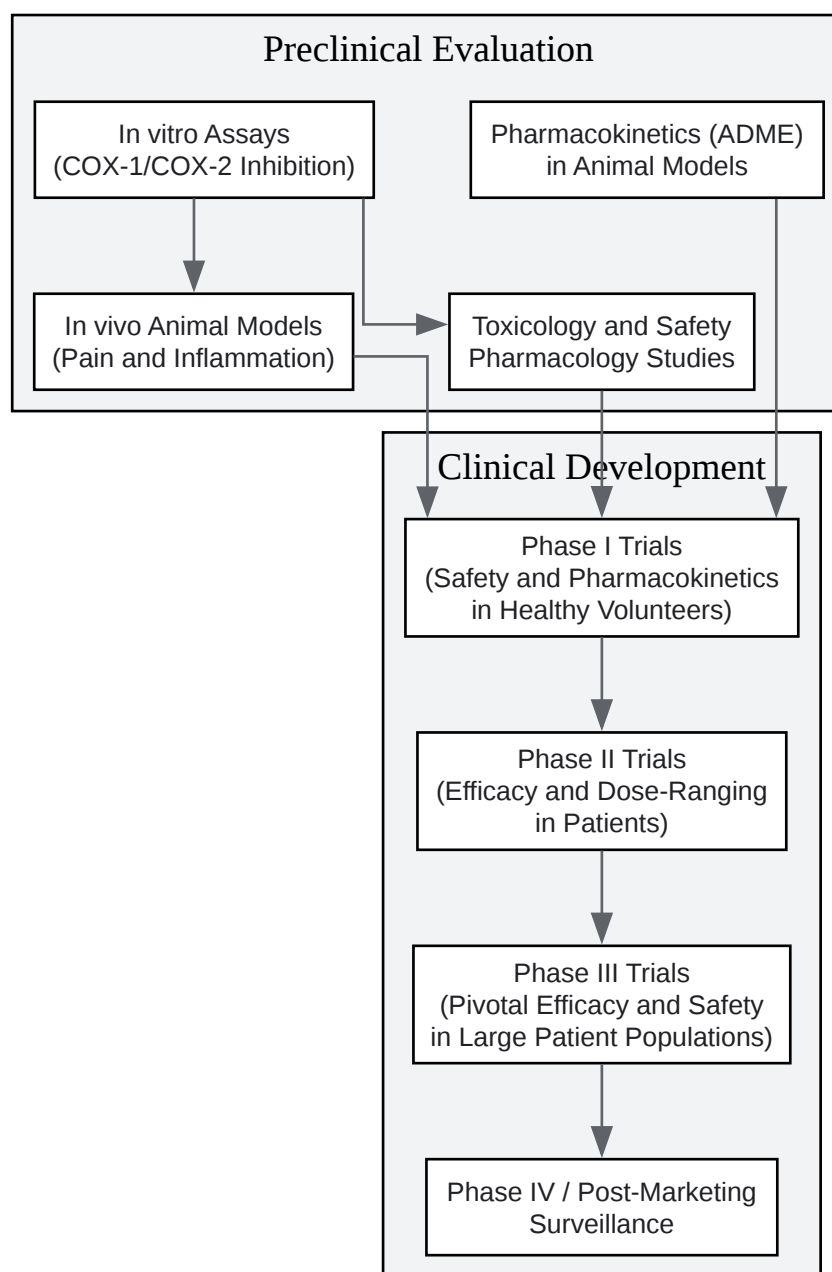 Preclinical Evaluation
In vitro Assays
(COX-1/COX-2 Inhibition)
Pharmacokinetics (ADME)
in Animal Models
In vivo Animal Models
(Pain and Inflammation)
Toxicology and Safety
Pharmacology Studies
Clinical Development
Phase I Trials
(Safety and Pharmacokinetics
in Healthy Volunteers)
Phase II Trials
(Efficacy and Dose-Ranging
in Patients)
Phase III Trials
(Pivotal Efficacy and Safety
in Large Patient Populations)
Phase IV / Post-Marketing
Surveillance